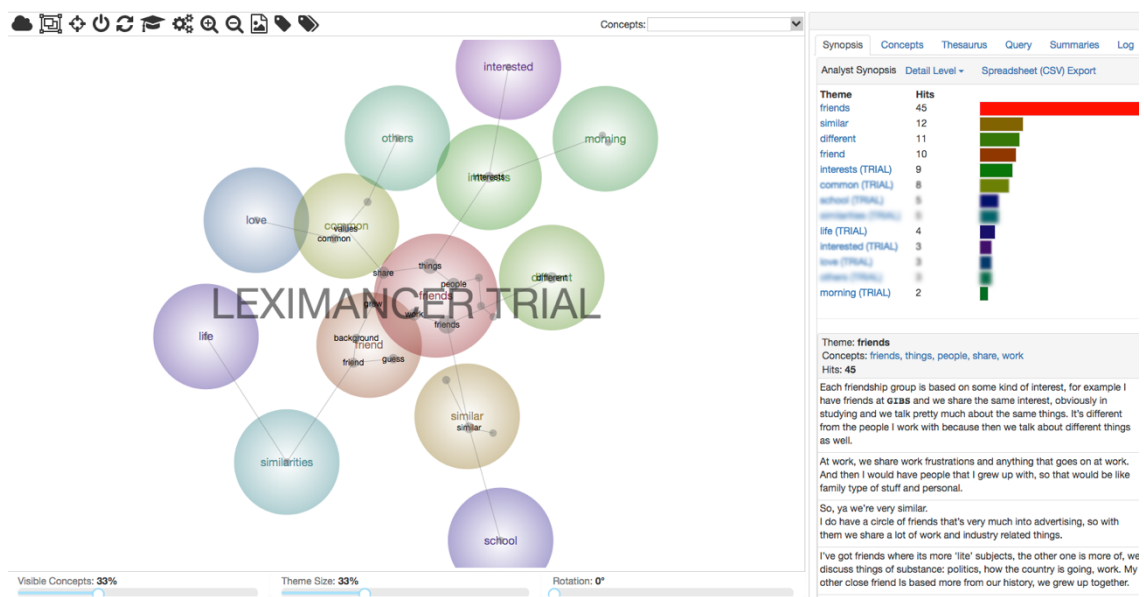 Concepts:
interested
others
morning
interests
interests
love
common
values
common
share
things
people
friends
different
different
grew
work
friends
LEXIMANCER TRIAL
life
background
friend
friend
guess
similar
similar
similarities
school
Visible Concepts: 33%
Theme Size: 33%
Rotation: 0°
Synopsis Concepts Thesaurus Query Summaries Log
Analyst Synopsis Detail Level Spreadsheet (CSV) Export
Theme Hits
friends 45
similar 12
different 11
friend 10
interests (TRIAL) 9
common (TRIAL) 8
school (TRIAL) 5
similarities (TRIAL) 5
life (TRIAL) 4
interested (TRIAL) 3
love (TRIAL) 3
others (TRIAL) 3
morning (TRIAL) 2
Theme: friends
Concepts: friends, things, people, share, work
Hits: 45
Each friendship group is based on some kind of interest, for example I
have friends at GIBS and we share the same interest, obviously in
studying and we talk pretty much about the same things. It's different
from the people I work with because then we talk about different things
as well.
At work, we share work frustrations and anything that goes on at work.
And then I would have people that I grew up with, so that would be like
family type of stuff and personal.
So, ya we're very similar.
I do have a circle of friends that's very much into advertising, so with
them we share a lot of work and industry related things.
I've got friends where its more 'lite' subjects, the other one is more of, we
discuss things of substance: politics, how the country is going, work. My
other close friend Is based more from our history, we grew up together.